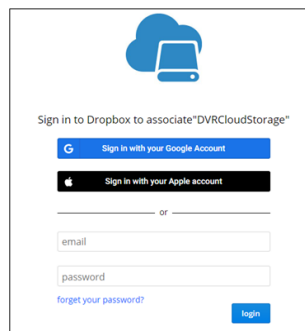 Sign in to Dropbox to associate"DVRCloudStorage"
G Sign in with your Google Account
Sign in with your Apple account
or
email
password
forget your password?
login